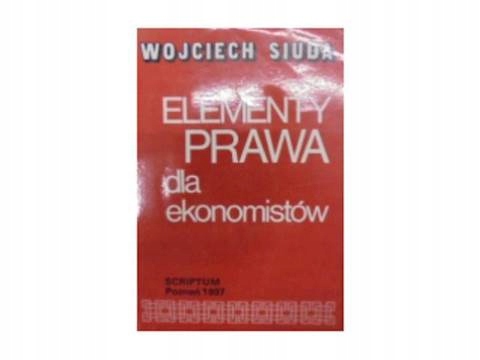 WOJCIECH SIUDA
ELEMENTY
PRAWA
dla
ekonomistów
SCRIPTUM
Poznań 1997